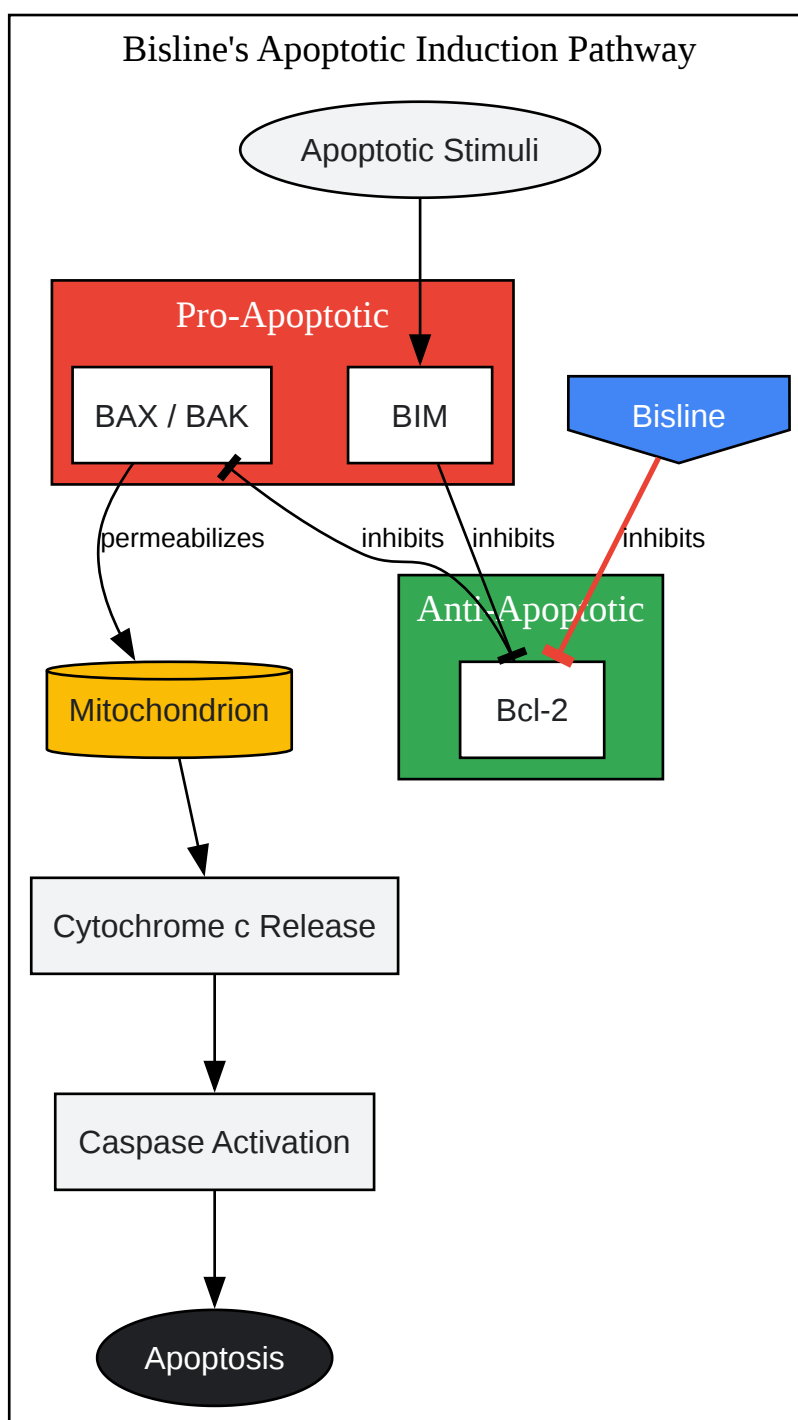 Bisline's Apoptotic Induction Pathway
Apoptotic Stimuli
Pro-Apoptotic
BAX / BAK
BIM
Bisline
permeabilizes
inhibits
inhibits
inhibits
Anti-Apoptotic
Mitochondrion
Bcl-2
Cytochrome c Release
Caspase Activation
Apoptosis